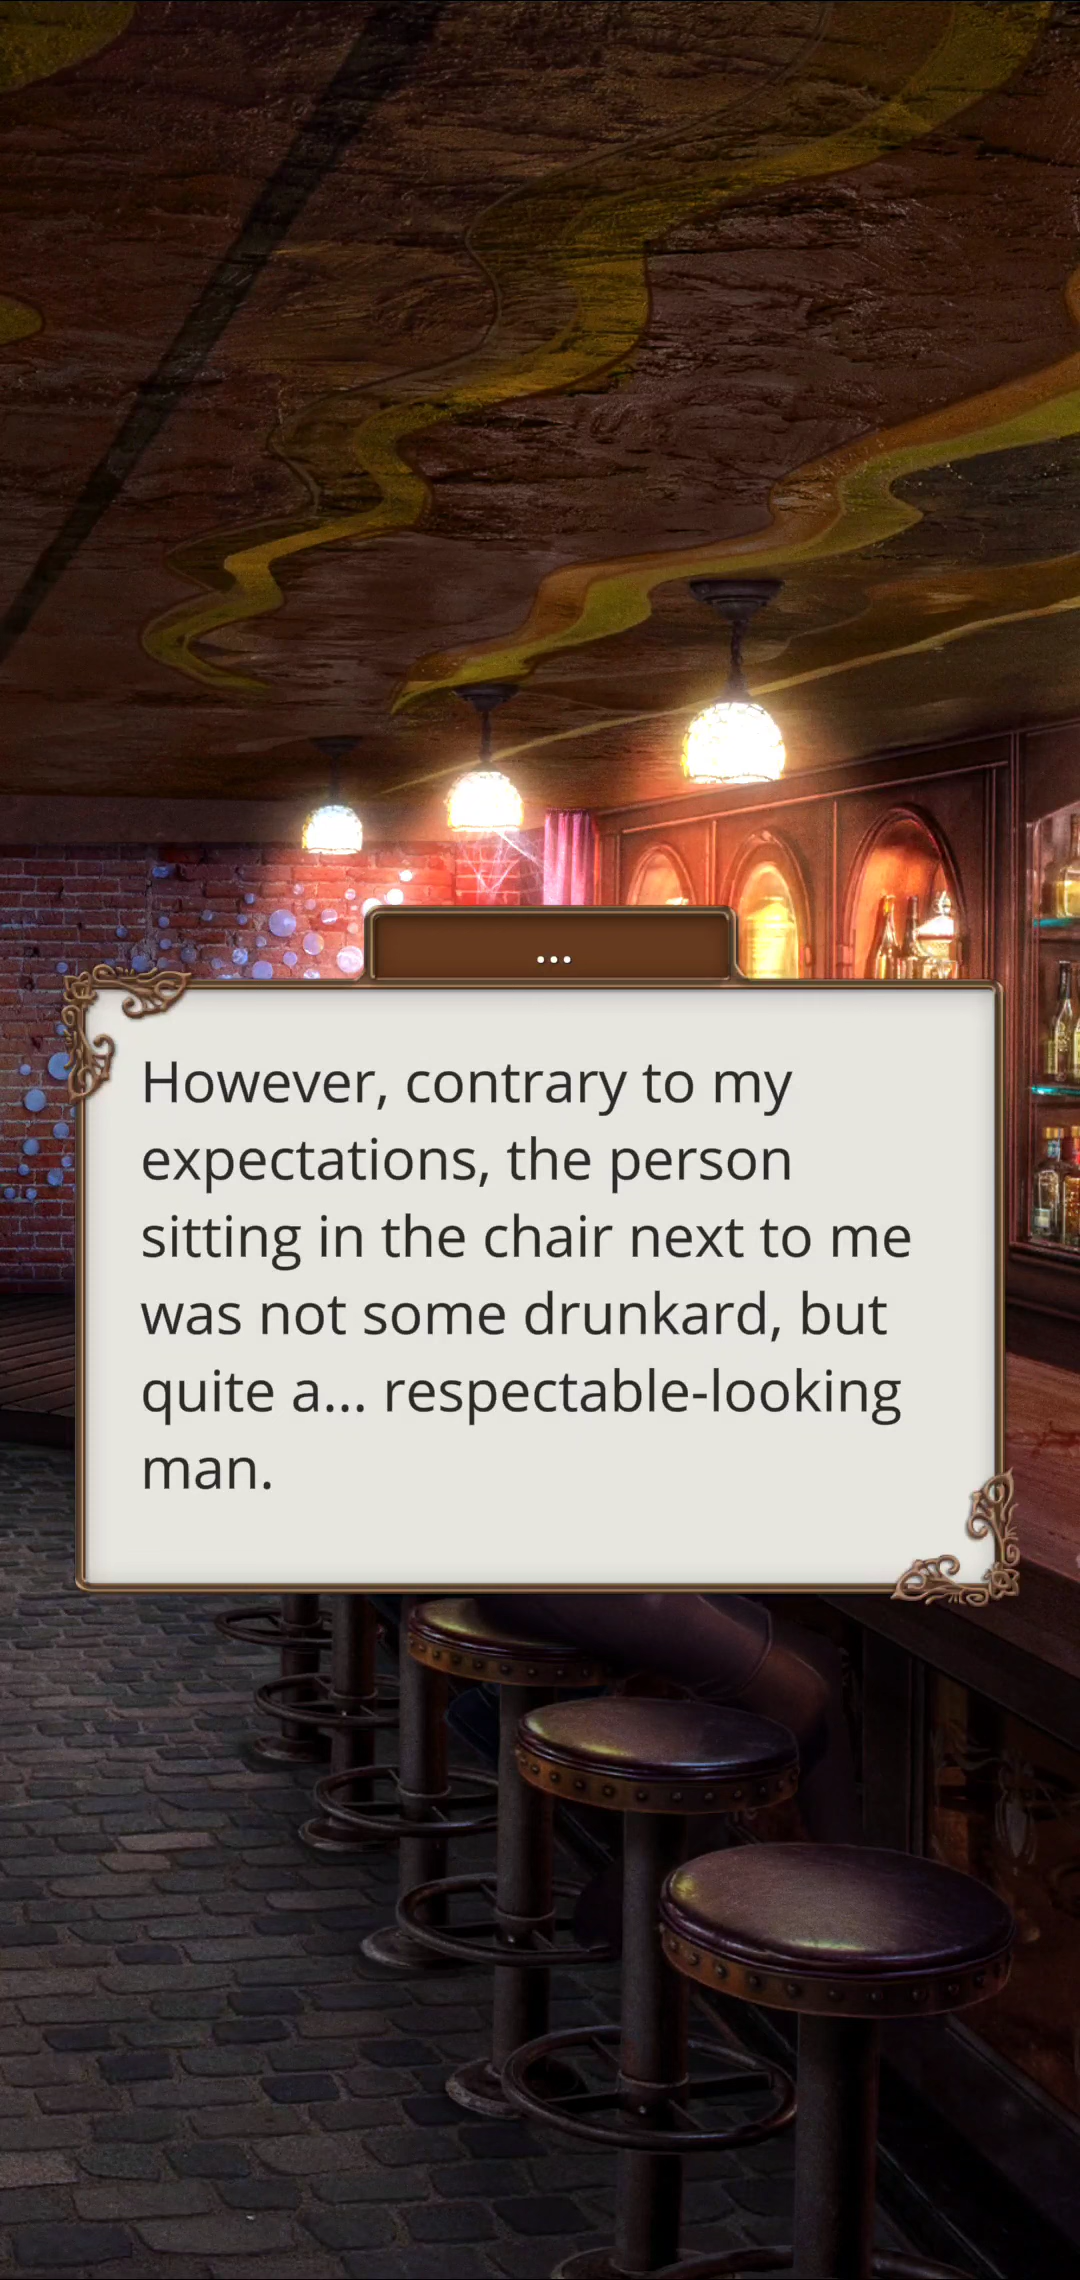 ...
However, contrary to my
expectations, the person
sitting in the chair next to me
was not some drunkard, but
quite a... respectable-looking
man.